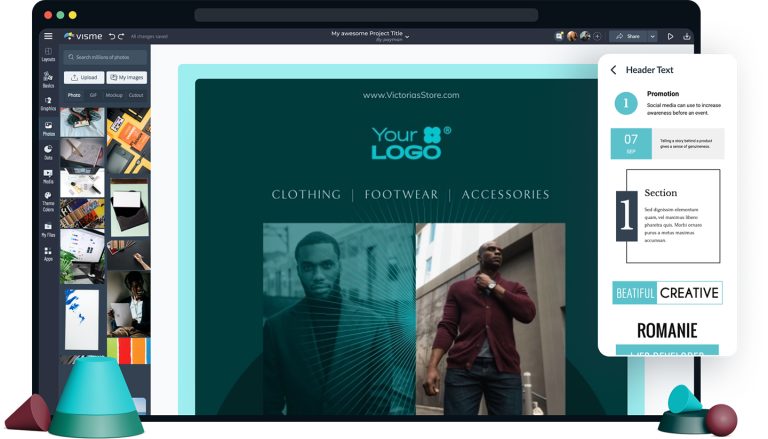 visme
All changes saved
My awesome Project Title
By payman
Share
Layouts
Basics
Graphics
Photos
Data
Media
Theme
Colors
My Files
Apps
Search millions of photos
Upload
My Images
Photo
GIF
Mockup
Cutout
www.VictoriasStore.com
Your
LOGO®
CLOTHING | FOOTWEAR | ACCESSORIES
Header Text
1
Promotion
Social media can use to increase
awareness before an event.
07
SEP
Telling a story behind a product
gives a sense of genuineness.
1
Section
Sed dignissim elementum
quam, vel maximus libero
pharetra quis. Morbi ornare
purus a metus maximus
accumsan.
BEATIFUL CREATIVE
ROMANIE
WEB DEVELOPER